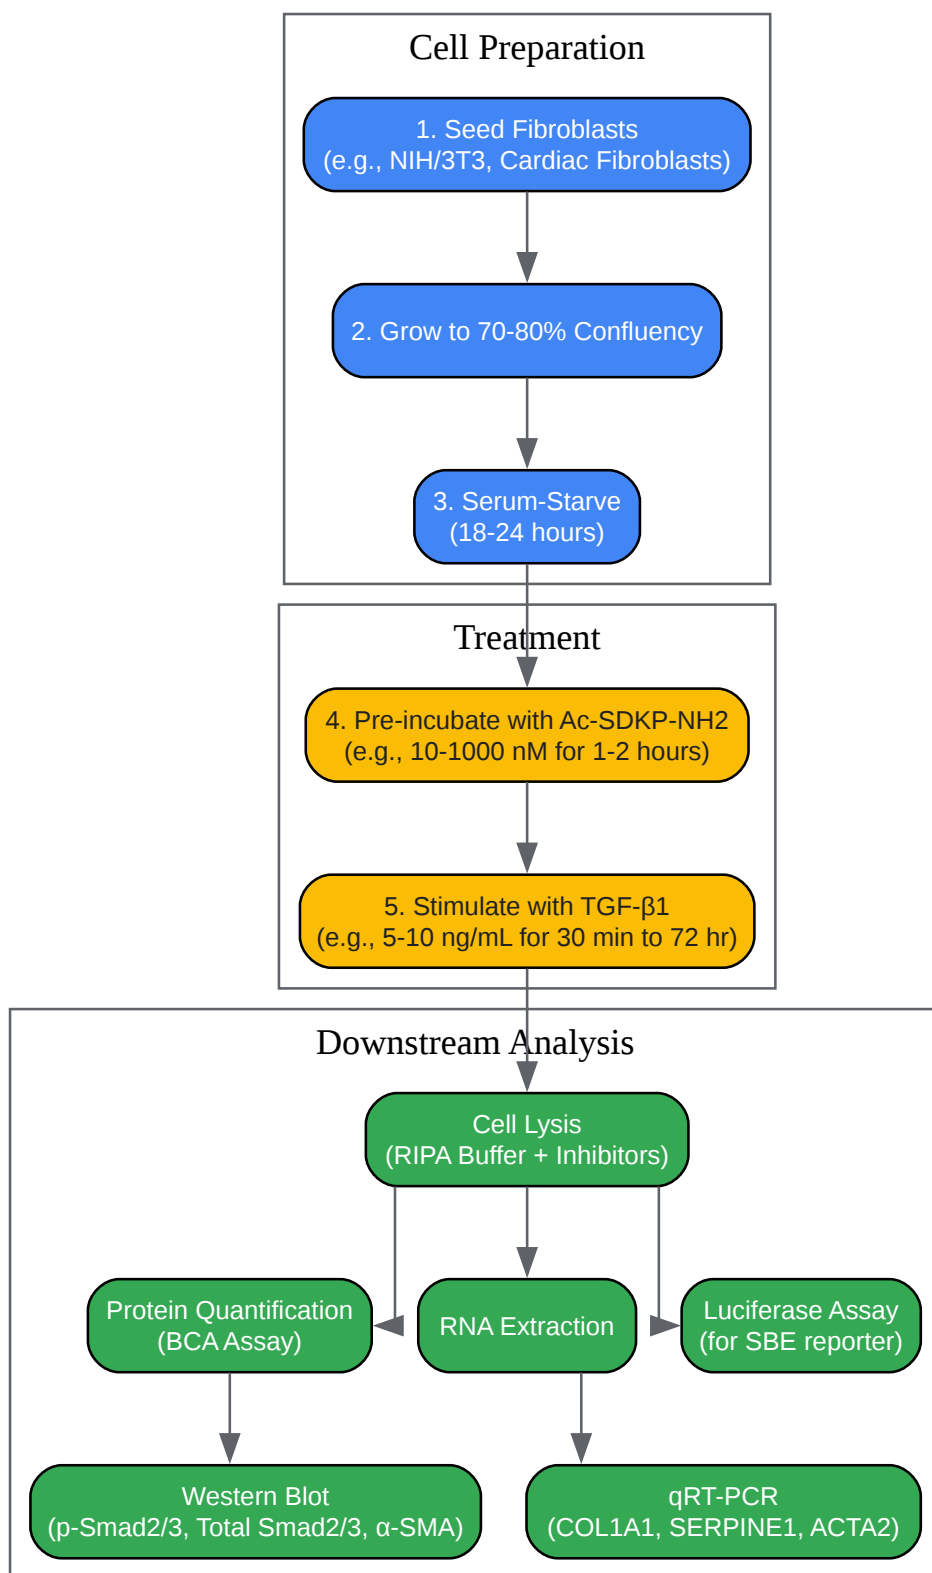 Cell Preparation
1. Seed Fibroblasts
(e.g., NIH/3T3, Cardiac Fibroblasts)
2. Grow to 70-80% Confluency
3. Serum-Starve
(18-24 hours)
Treatment
4. Pre-incubate with Ac-SDKP-NH2
(e.g., 10-1000 nM for 1-2 hours)
5. Stimulate with TGF-β1
(e.g., 5-10 ng/mL for 30 min to 72 hr)
Downstream Analysis
Cell Lysis
(RIPA Buffer + Inhibitors)
Protein Quantification
(BCA Assay)
RNA Extraction
Luciferase Assay
(for SBE reporter)
Western Blot
(p-Smad2/3, Total Smad2/3, α-SMA)
qRT-PCR
(COL1A1, SERPINE1, ACTA2)